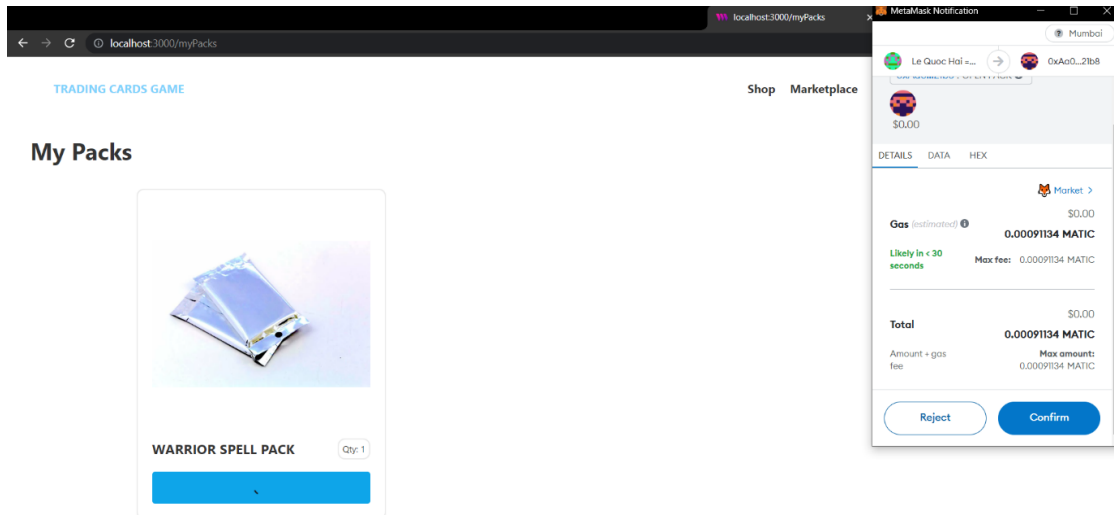 localhost:3000/myPacks
MetaMask Notification
localhost:3000/myPacks
Mumbai
Le Quoc Hai =...
0xAa0...21b8
TRADING CARDS GAME
Shop Marketplace
$0.00
My Packs
DETAILS DATA HEX
Market >
$0.00
Gas (estimated)
0.00091134 MATIC
Likely in < 30
seconds
Max fee: 0.00091134 MATIC
$0.00
Total
0.00091134 MATIC
Amount + gas
fee
Max amount:
0.00091134 MATIC
Reject
Confirm
WARRIOR SPELL PACK
Qty: 1